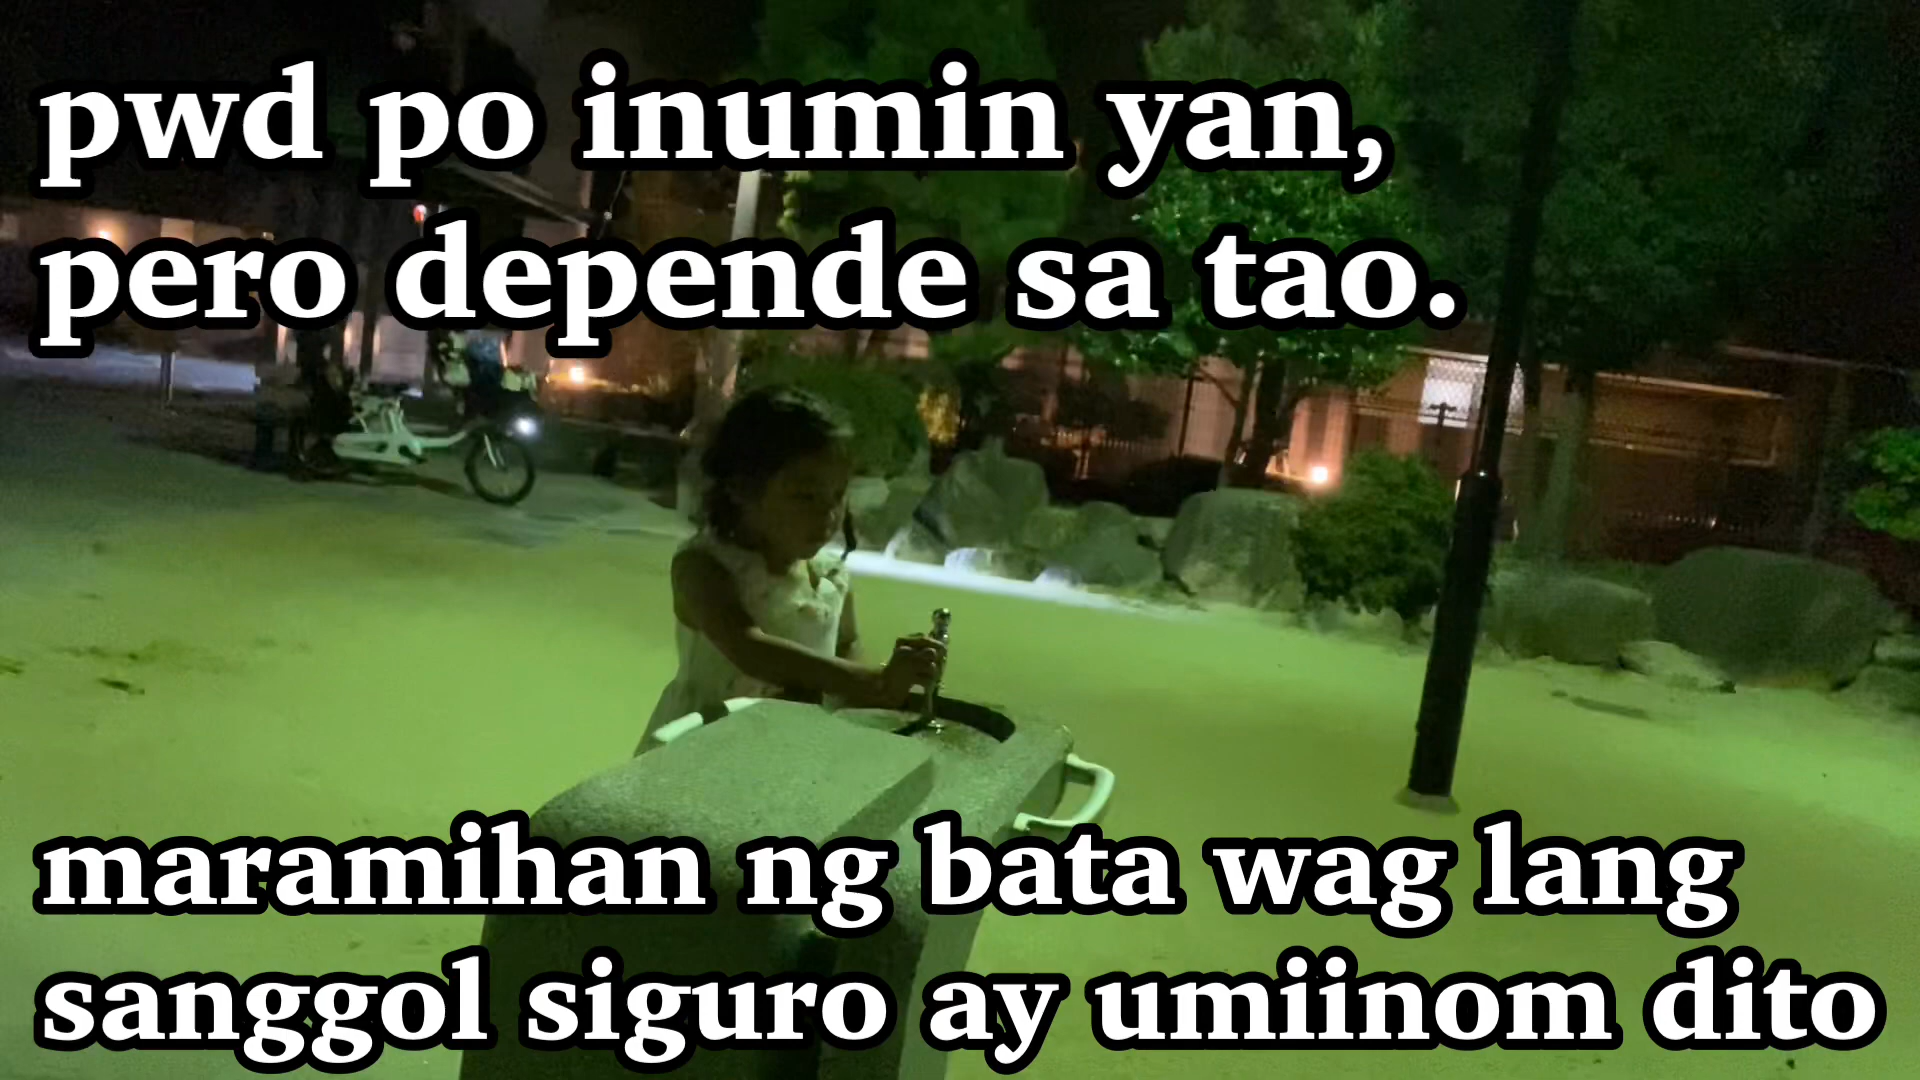 pwd po inumin yan,
pero depende sa tao.
maramihan ng bata wag lang
sanggol siguro ay umiinom dito